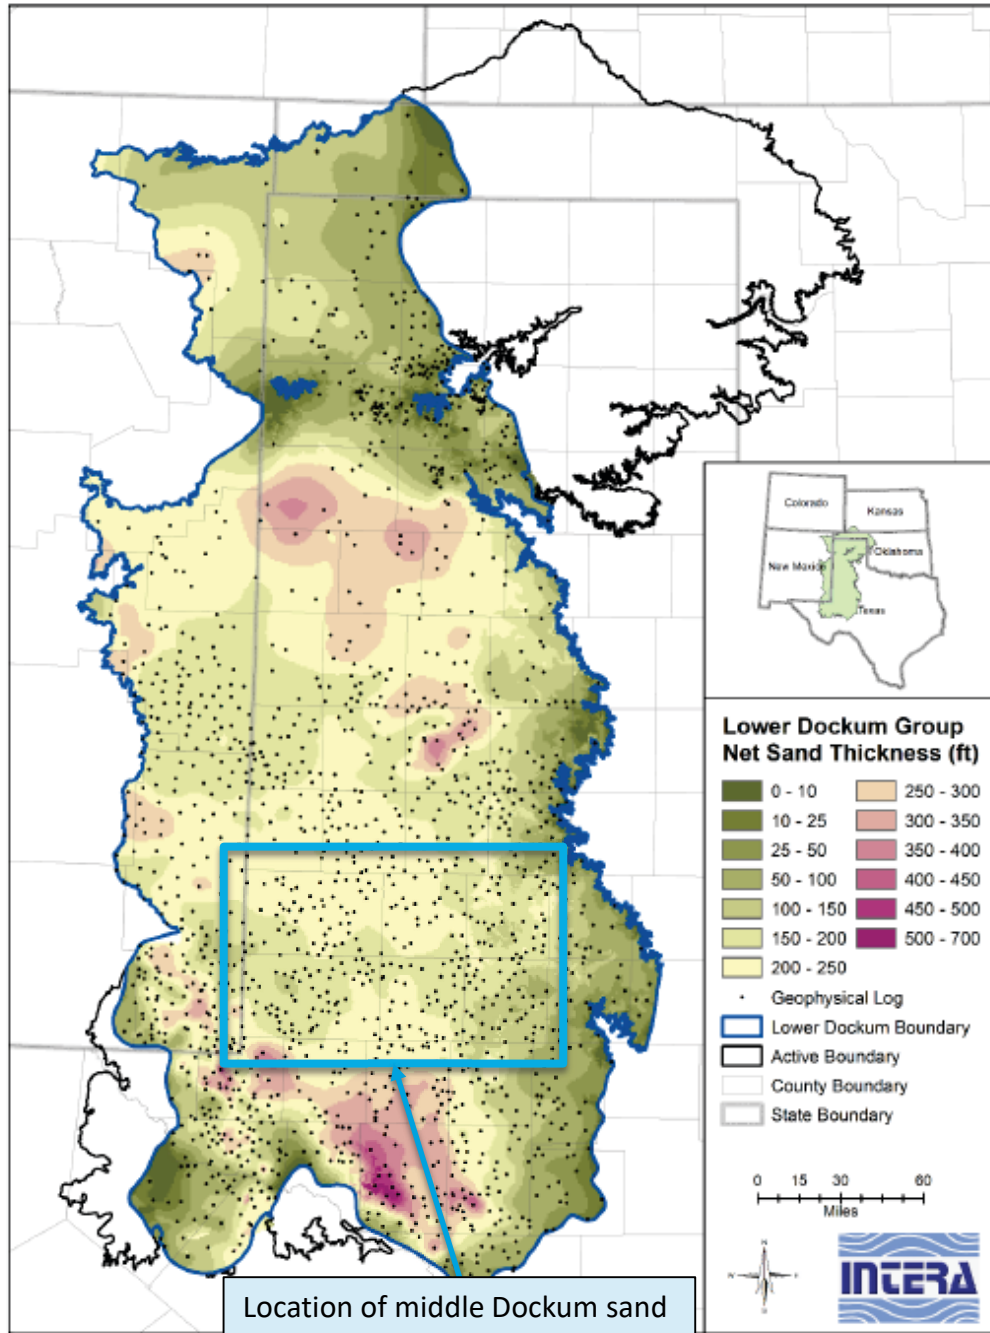 Colorado
Kansas
New Mexico
Oklahoma
Texas
Lower Dockum Group
Net Sand Thickness (ft)
0 - 10
250 - 300
10 - 25
300 - 350
25 - 50
350 - 400
50 - 100
400 - 450
100 - 150
450 - 500
150 - 200
500 - 700
200 - 250
Geophysical Log
Lower Dockum Boundary
Active Boundary
County Boundary
State Boundary
0 15 30 60
Miles
N
W E
S
INTERA
Location of middle Dockum sand